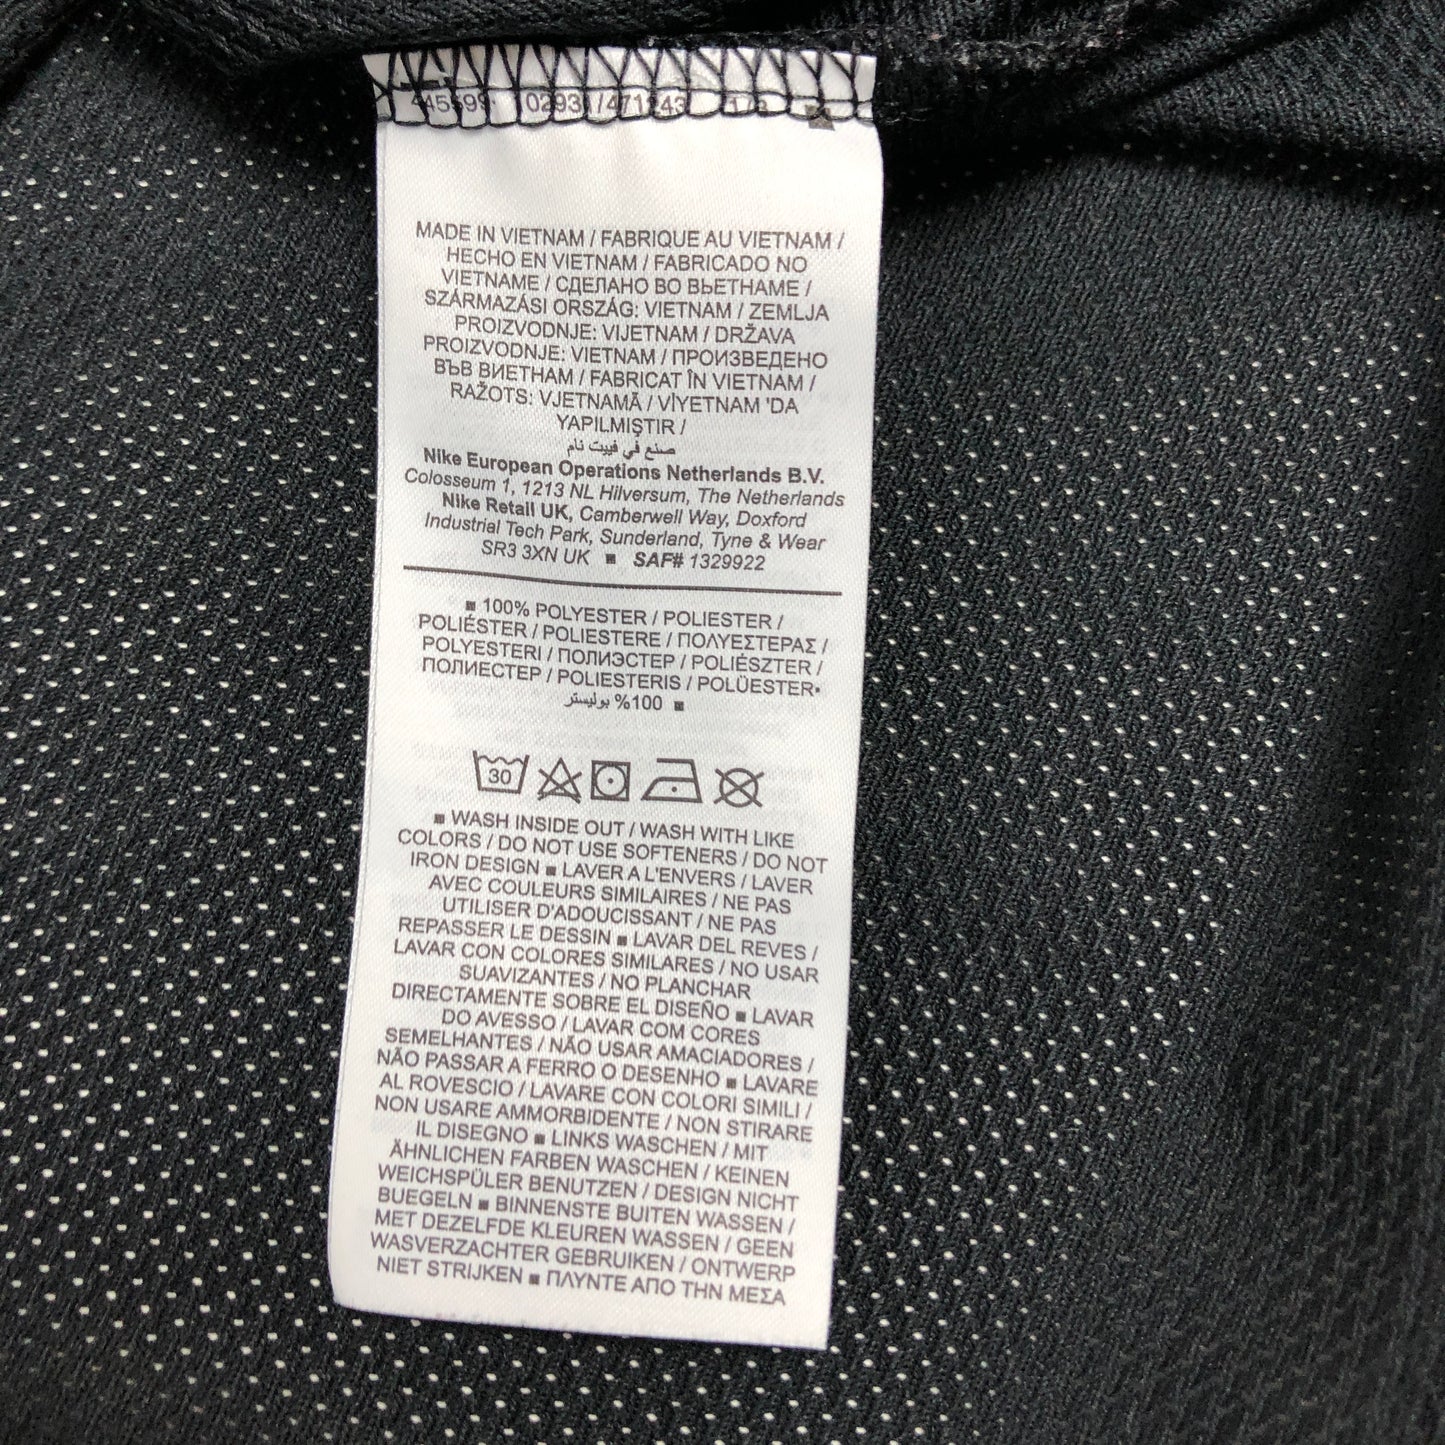 MADE IN VIETNAM / FABRIQUE AU VIETNAM /
HECHO EN VIETNAM / FABRICADO NO
VIETNAME / СДЕЛАНО ВО ВЬЕТНАМЕ /
SZÁRMAZÁSI ORSZÁG: VIETNAM / ZEMLJA
PROIZVODNJE: VIJETNAM / DRŽAVA
PROIZVODNJE: VIETNAM / ПРОИЗВЕДЕНО
ВЪВ ВИЕТНАМ / FABRICAT ÎN VIETNAM /
RAŽOTS: VJETNAMĀ / VİYETNAM 'DA
YAPILMIŞTIR /
صنع في فييت نام
Nike European Operations Netherlands B.V.
Colosseum 1, 1213 NL Hilversum, The Netherlands
Nike Retail UK, Camberwell Way, Doxford
Industrial Tech Park, Sunderland, Tyne & Wear
SR3 3XN UK ■ SAF# 1329922
■ 100% POLYESTER / POLIESTER /
POLIÉSTER / POLIESTERE / ΠΟΛΥΕΣΤΕΡΑΣ /
POLYESTERI / ПОЛИЭСТЕР / POLIÉSZTER /
ПОЛИЕСТЕР / POLIESTERIS / POLÜESTER▪
100% بوليستر ■
30
■ WASH INSIDE OUT / WASH WITH LIKE
COLORS / DO NOT USE SOFTENERS / DO NOT
IRON DESIGN ■ LAVER A L'ENVERS / LAVER
AVEC COULEURS SIMILAIRES / NE PAS
UTILISER D'ADOUCISSANT / NE PAS
REPASSER LE DESSIN ■ LAVAR DEL REVES /
LAVAR CON COLORES SIMILARES / NO USAR
SUAVIZANTES / NO PLANCHAR
DIRECTAMENTE SOBRE EL DISEÑO ■ LAVAR
DO AVESSO / LAVAR COM CORES
SEMELHANTES / NÃO USAR AMACIADORES /
NÃO PASSAR A FERRO O DESENHO ■ LAVARE
AL ROVESCIO / LAVARE CON COLORI SIMILI /
NON USARE AMMORBIDENTE / NON STIRARE
IL DISEGNO ■ LINKS WASCHEN / MIT
ÄHNLICHEN FARBEN WASCHEN / KEINEN
WEICHSPÜLER BENUTZEN / DESIGN NICHT
BUEGELN ■ BINNENSTE BUITEN WASSEN /
MET DEZELFDE KLEUREN WASSEN / GEEN
WASVERZACHTER GEBRUIKEN / ONTWERP
NIET STRIJKEN ■ ΠΛΥΝΤΕ ΑΠΟ ΤΗΝ ΜΕΣΑ